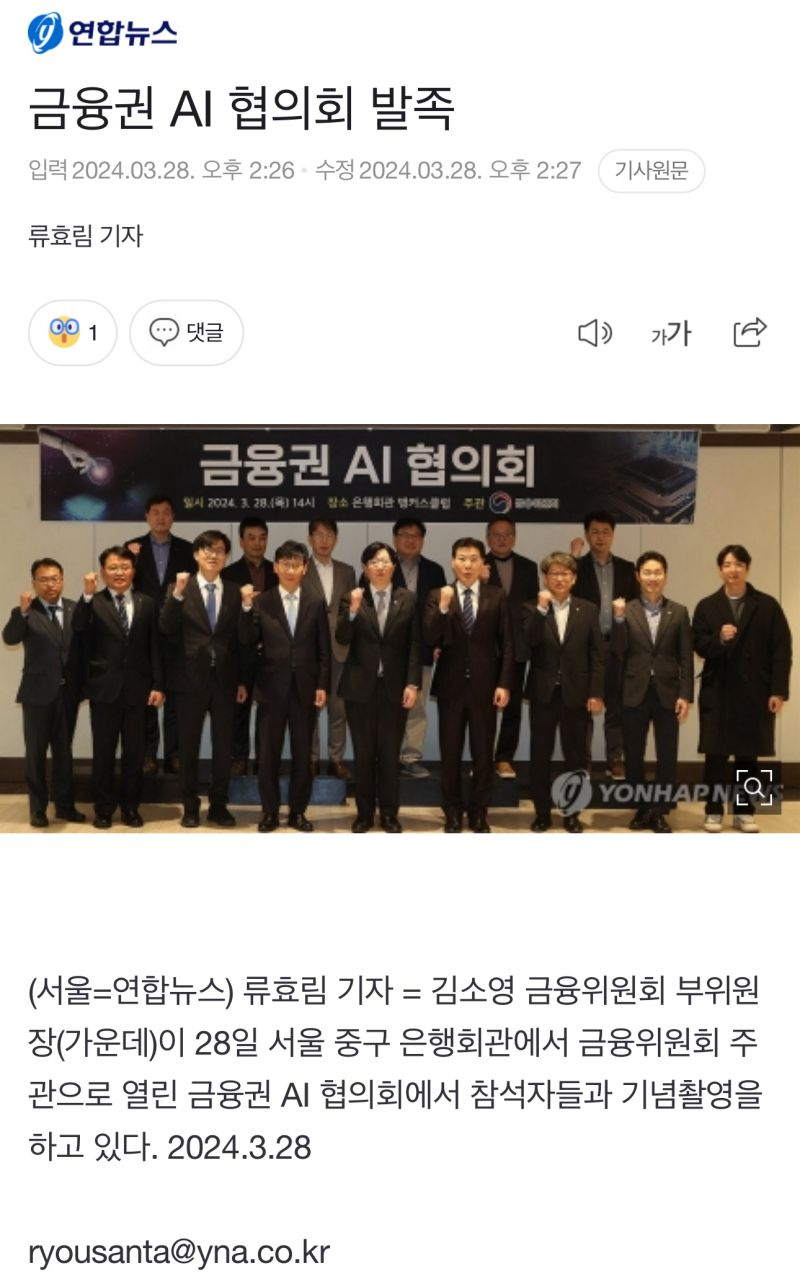 연합뉴스
금융권 AI 협의회 발족
입력 2024.03.28. 오후 2:26 · 수정 2024.03.28. 오후 2:27 기사원문
류효림 기자
1 댓글 가가
금융권 AI 협의회
일시 2024. 3. 28.(목) 14시 장소 은행회관 뱅커스클럽 주관
YONHAP NEWS
(서울=연합뉴스) 류효림 기자 = 김소영 금융위원회 부위원
장(가운데)이 28일 서울 중구 은행회관에서 금융위원회 주
관으로 열린 금융권 AI 협의회에서 참석자들과 기념촬영을
하고 있다. 2024.3.28
ryousanta@yna.co.kr